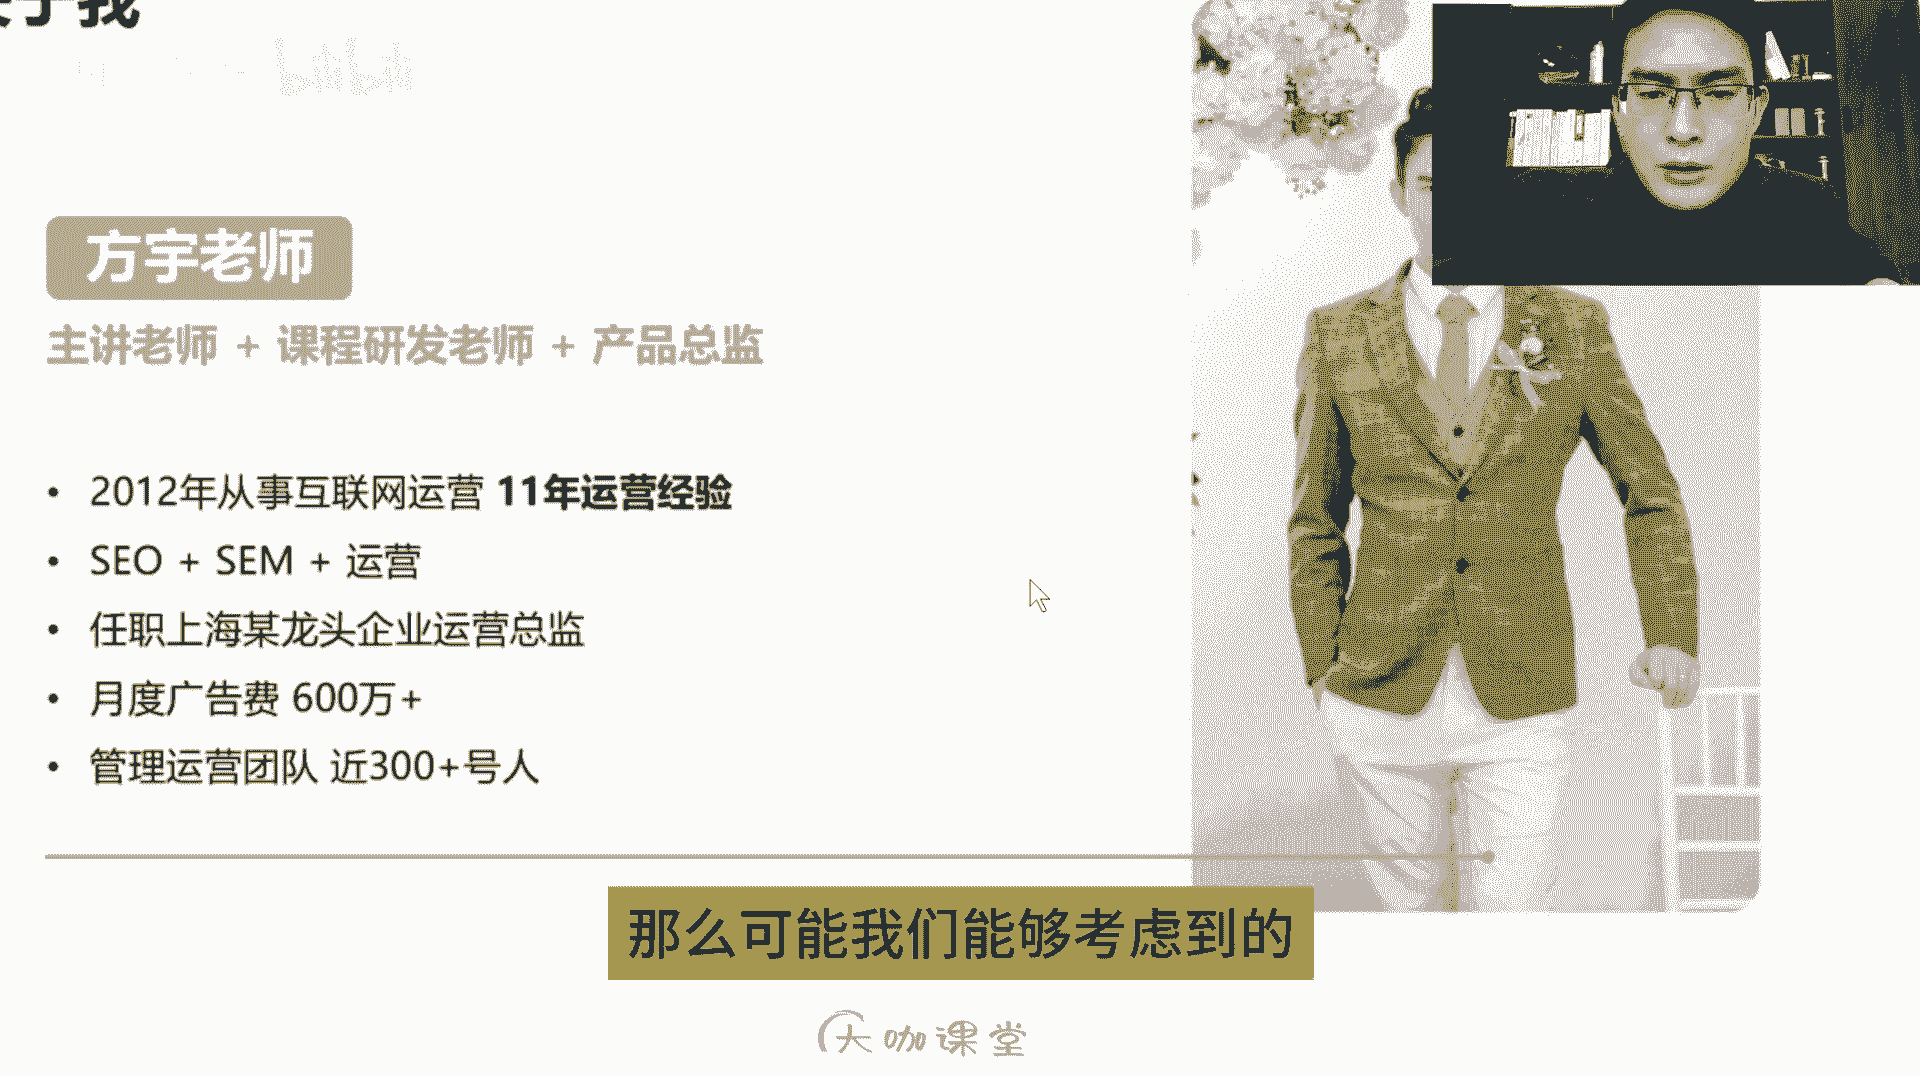 关于我
bilibili
方宇老师
主讲老师 + 课程研发老师 + 产品总监
• 2012年从事互联网运营 11年运营经验
• SEO + SEM + 运营
• 任职上海某龙头企业运营总监
• 月度广告费 600万+
• 管理运营团队 近300+号人
那么可能我们能够考虑到的
大咖课堂